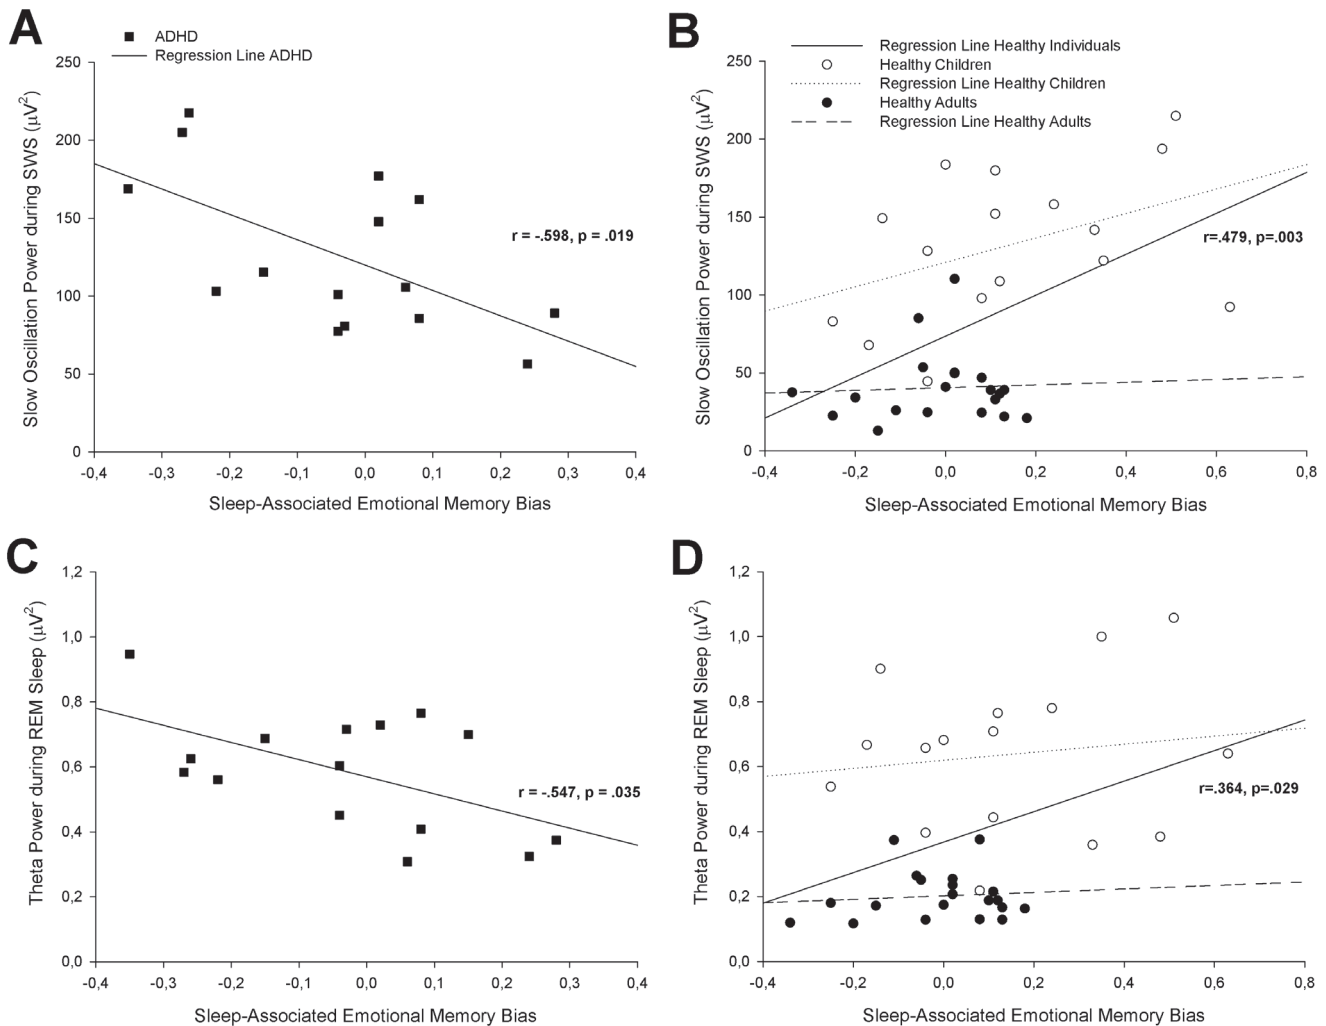 A
ADHD
Regression Line ADHD
250
200
150
100
50
0
Slow Oscillation Power during SWS (μV²)
r = -.598, p = .019
-0,4 -0,3 -0,2 -0,1 0,0 0,1 0,2 0,3 0,4
Sleep-Associated Emotional Memory Bias
B
Regression Line Healthy Individuals
Healthy Children
Regression Line Healthy Children
Healthy Adults
Regression Line Healthy Adults
250
200
150
100
50
0
Slow Oscillation Power during SWS (μV²)
r=.479, p=.003
-0,4 -0,2 0,0 0,2 0,4 0,6 0,8
Sleep-Associated Emotional Memory Bias
C
1,2
1,0
0,8
0,6
0,4
0,2
0,0
Theta Power during REM Sleep (μV²)
r = -.547, p = .035
-0,4 -0,3 -0,2 -0,1 0,0 0,1 0,2 0,3 0,4
Sleep-Associated Emotional Memory Bias
D
1,2
1,0
0,8
0,6
0,4
0,2
0,0
Theta Power during REM Sleep (μV²)
r=.364, p=.029
-0,4 -0,2 0,0 0,2 0,4 0,6 0,8
Sleep-Associated Emotional Memory Bias